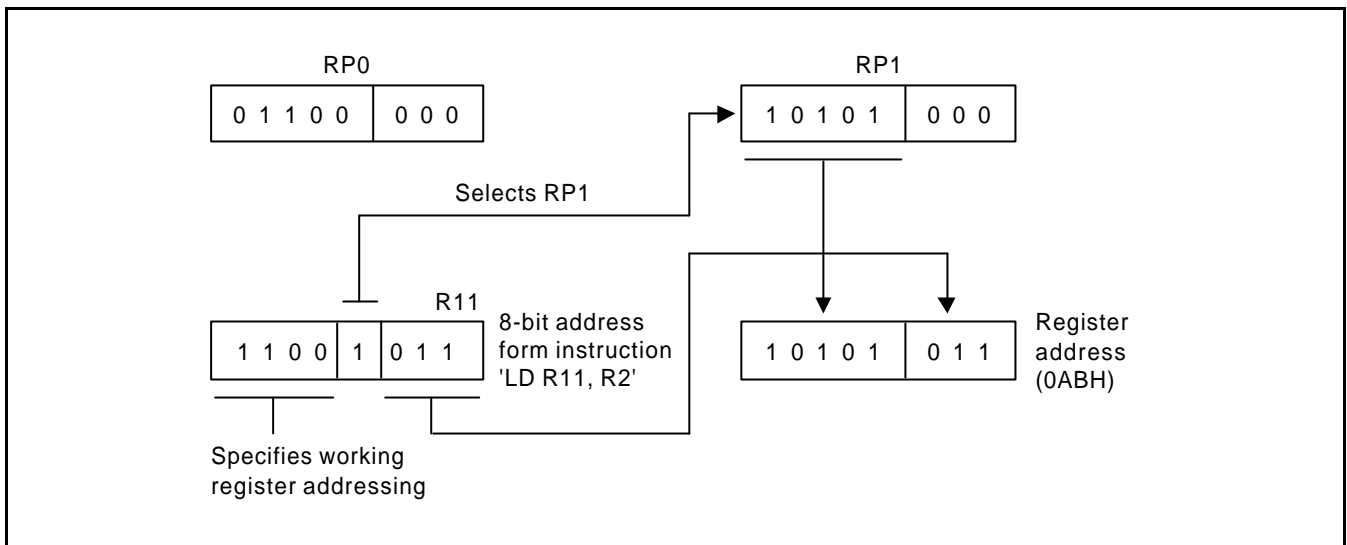 RP0
0 1 1 0 0 0 0 0
RP1
1 0 1 0 1 0 0 0
Selects RP1
R11
1 1 0 0 1 0 1 1
8-bit address
form instruction
'LD R11, R2'
1 0 1 0 1 0 1 1
Register
address
(0ABH)
Specifies working
register addressing